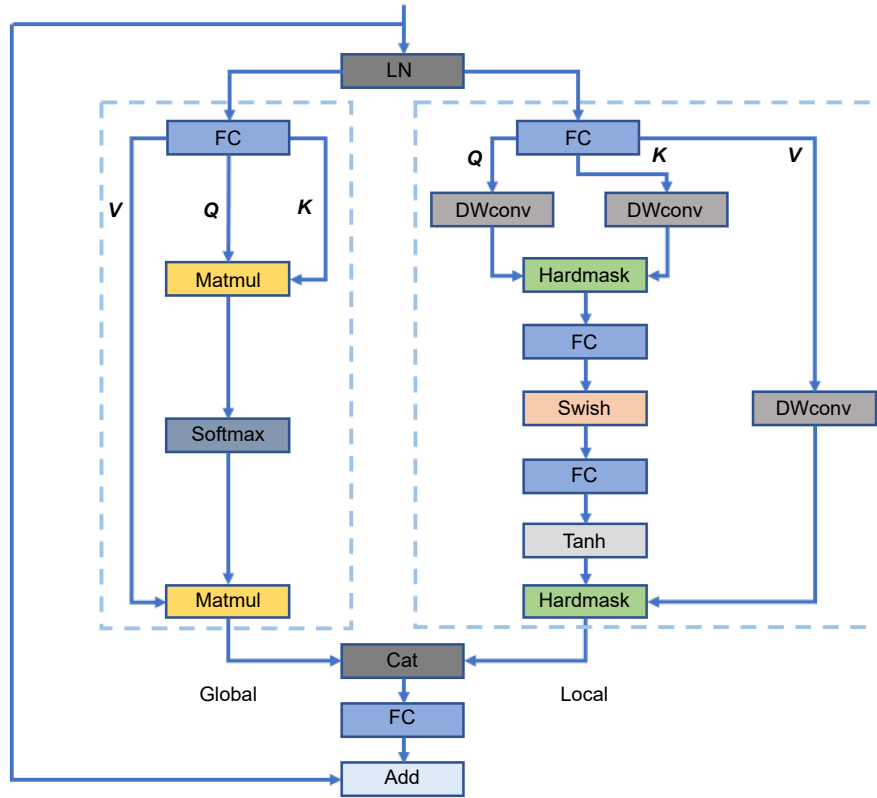 LN
FC
V
Q
K
Matmul
Softmax
Matmul
Global
FC
Q
K
V
DWconv
DWconv
Hardmask
FC
Swish
DWconv
FC
Tanh
Hardmask
Local
Cat
FC
Add